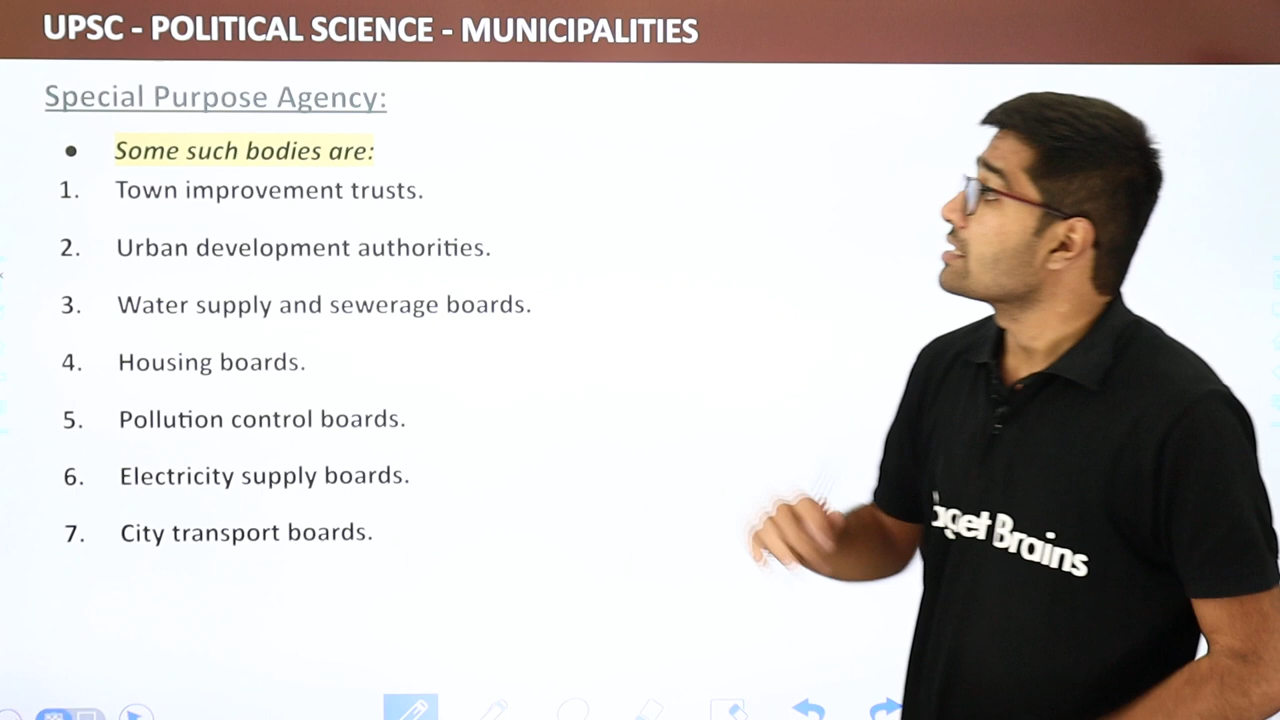 UPSC - POLITICAL SCIENCE - MUNICIPALITIES
Special Purpose Agency:
● Some such bodies are:
1. Town improvement trusts.
2. Urban development authorities.
3. Water supply and sewerage boards.
4. Housing boards.
5. Pollution control boards.
6. Electricity supply boards.
7. City transport boards.
Brains